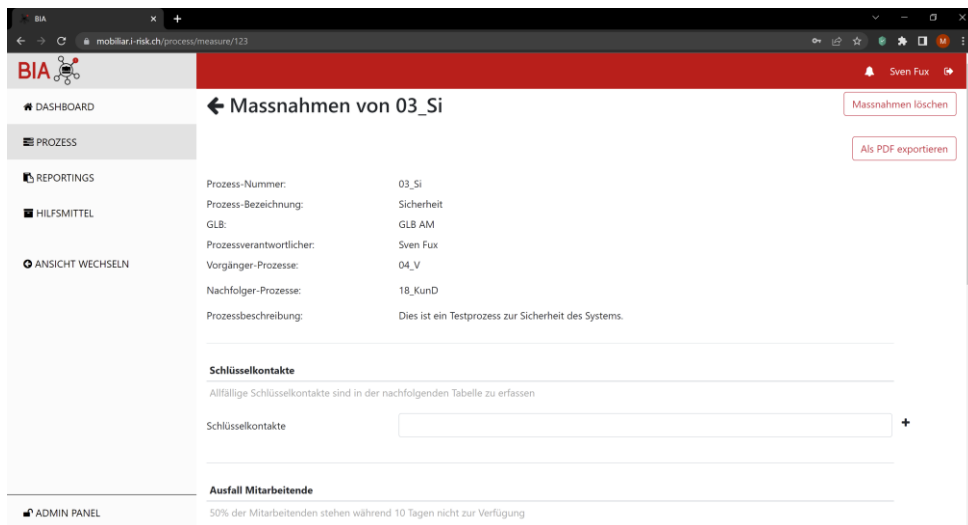 BIA
mobiliar.i-risk.ch/process/measure/123
M
BIA
Sven Fux
DASHBOARD
PROZESS
REPORTINGS
HILFSMITTEL
ANSICHT WECHSELN
ADMIN PANEL
Massnahmen von 03_Si
Massnahmen löschen
Als PDF exportieren
Prozess-Nummer: 03_Si
Prozess-Bezeichnung: Sicherheit
GLB: GLB AM
Prozessverantwortlicher: Sven Fux
Vorgänger-Prozesse: 04_V
Nachfolger-Prozesse: 18_KunD
Prozessbeschreibung: Dies ist ein Testprozess zur Sicherheit des Systems.
Schlüsselkontakte
Allfällige Schlüsselkontakte sind in der nachfolgenden Tabelle zu erfassen
Schlüsselkontakte
Ausfall Mitarbeitende
50% der Mitarbeitenden stehen während 10 Tagen nicht zur Verfügung